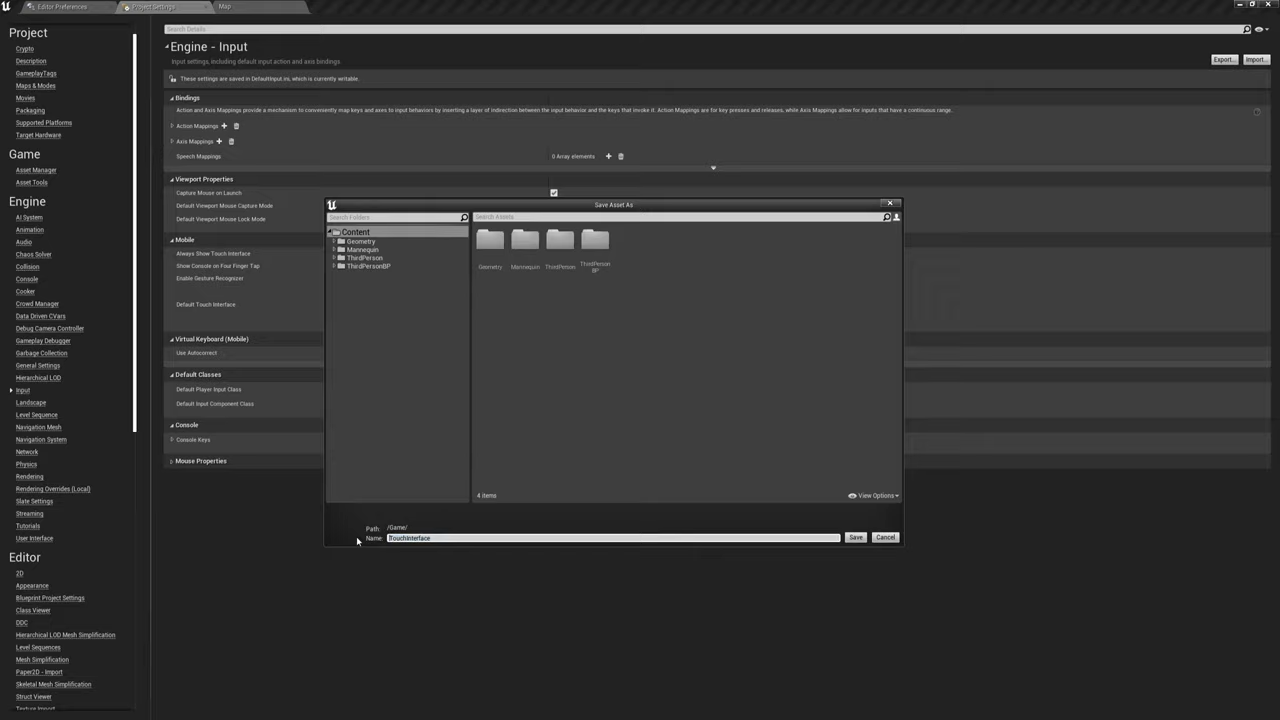 Editor Preferences
Project Settings
Map
Project
Crypto
Description
GameplayTags
Maps & Modes
Movies
Packaging
Supported Platforms
Target Hardware
Game
Asset Manager
Asset Tools
Engine
AI System
Animation
Audio
Chaos Solver
Collision
Console
Cooker
Crowd Manager
Data Driven CVars
Debug Camera Controller
Gameplay Debugger
Garbage Collection
General Settings
Hierarchical LOD
Input
Landscape
Level Sequence
Navigation Mesh
Navigation System
Network
Physics
Rendering
Rendering Overrides (Local)
Slate Settings
Streaming
Tutorials
User Interface
Editor
2D
Appearance
Blueprint Project Settings
Class Viewer
DDC
Hierarchical LOD Mesh Simplification
Level Sequences
Mesh Simplification
Paper2D - Import
Skeletal Mesh Simplification
Struct Viewer
Texture Import
Search Details
Engine - Input
Input settings, including default input action and axis bindings
Export...
Import...
These settings are saved in DefaultInput.ini, which is currently writable.
Bindings
Action and Axis Mappings provide a mechanism to conveniently map keys and axes to input behaviors by inserting a layer of indirection between the input behavior and the keys that invoke it. Action Mappings are for key presses and releases, while Axis Mappings allow for inputs that have a continuous range.
Action Mappings
Axis Mappings
Speech Mappings
0 Array elements
Viewport Properties
Capture Mouse on Launch
Default Viewport Mouse Capture Mode
Default Viewport Mouse Lock Mode
Mobile
Always Show Touch Interface
Show Console on Four Finger Tap
Enable Gesture Recognizer
Default Touch Interface
Virtual Keyboard (Mobile)
Use Autocorrect
Default Classes
Default Player Input Class
Default Input Component Class
Console
Console Keys
Mouse Properties
Save Asset As
Search Folders
Search Assets
Content
Geometry
Mannequin
ThirdPerson
ThirdPersonBP
Geometry
Mannequin
ThirdPerson
ThirdPerson
BP
4 items
View Options
Path: /Game/
Name: TouchInterface
Save
Cancel